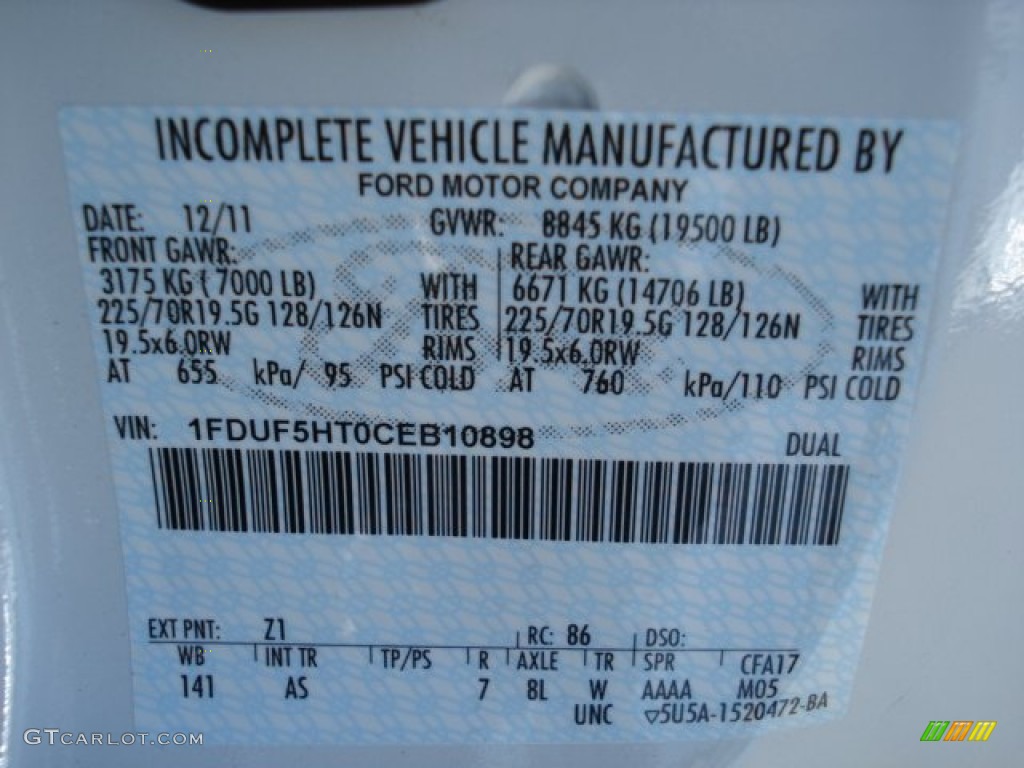 INCOMPLETE VEHICLE MANUFACTURED BY
FORD MOTOR COMPANY
DATE: 12/11 GVWR: 8845 KG (19500 LB)
FRONT GAWR: REAR GAWR:
3175 KG ( 7000 LB) WITH 6671 KG (14706 LB) WITH
225/70R19.5G 128/126N TIRES 225/70R19.5G 128/126N TIRES
19.5x6.0RW RIMS 19.5x6.0RW RIMS
AT 655 kPa/ 95 PSI COLD AT 760 kPa/110 PSI COLD
VIN: 1FDUF5HT0CEB10898 DUAL
EXT PNT: Z1 RC: 86 DSO:
WB INT TR TP/PS R AXLE TR SPR CFA17
141 AS 7 8L W AAAA M05
UNC ▽5U5A-1520472-BA
GTCARLOT.COM